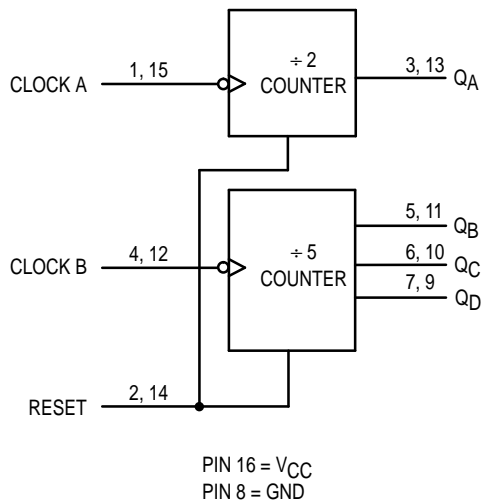 CLOCK A
1, 15
÷ 2
COUNTER
3, 13
QA
CLOCK B
4, 12
÷ 5
COUNTER
5, 11
QB
6, 10
QC
7, 9
QD
RESET
2, 14
PIN 16 = VCC
PIN 8 = GND